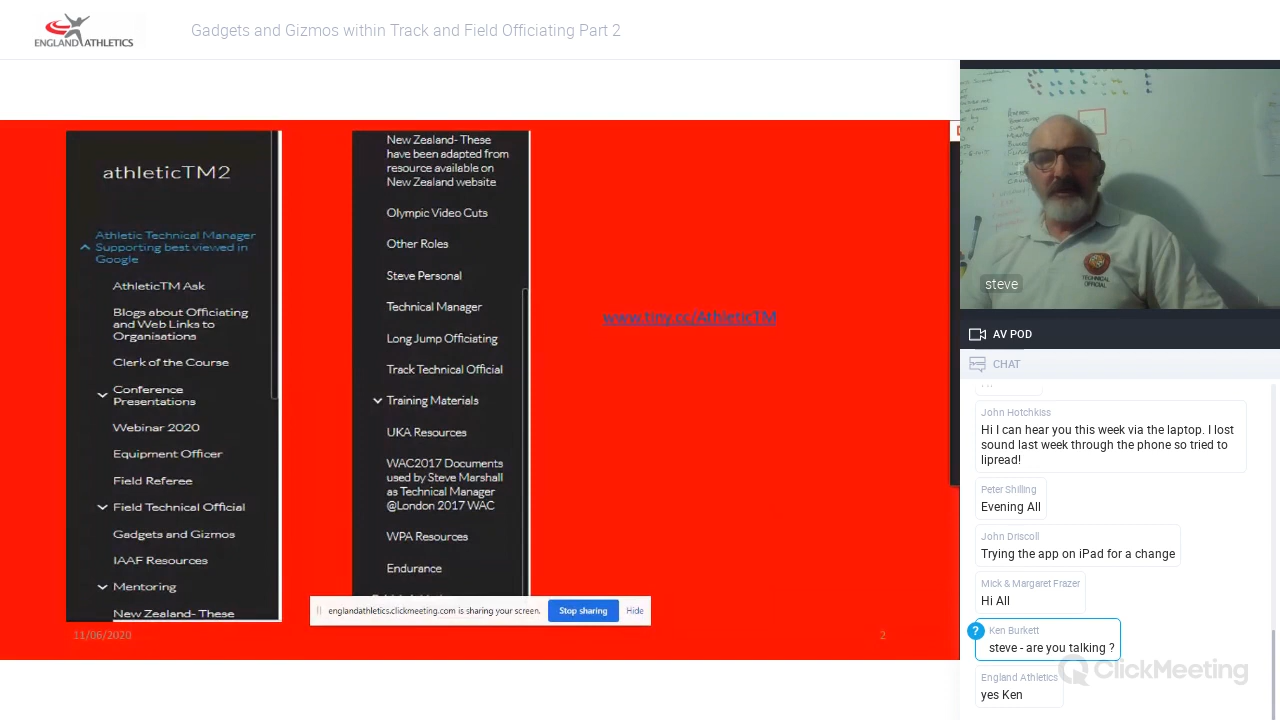 ENGLAND ATHLETICS
Gadgets and Gizmos within Track and Field Officiating Part 2
athleticTM2
Athletic Technical Manager
Supporting best viewed in
Google
AthleticTM Ask
Blogs about Officiating
and Web Links to
Organisations
Clerk of the Course
Conference
Presentations
Webinar 2020
Equipment Officer
Field Referee
Field Technical Official
Gadgets and Gizmos
IAAF Resources
Mentoring
New Zealand- These
New Zealand- These
have been adapted from
resource available on
New Zealand website
Olympic Video Cuts
Other Roles
Steve Personal
Technical Manager
Long Jump Officiating
Track Technical Official
Training Materials
UKA Resources
WAC2017 Documents
used by Steve Marshall
as Technical Manager
@London 2017 WAC
WPA Resources
Endurance
www.tiny.cc/AthleticTM
englandathletics.clickmeeting.com is sharing your screen.
Stop sharing
Hide
11/06/2020
2
TECHNICAL
OFFICIAL
steve
AV POD
CHAT
John Hotchkiss
Hi I can hear you this week via the laptop. I lost
sound last week through the phone so tried to
lipread!
Peter Shilling
Evening All
John Driscoll
Trying the app on iPad for a change
Mick & Margaret Frazer
Hi All
?
Ken Burkett
steve - are you talking ?
England Athletics
yes Ken
ClickMeeting